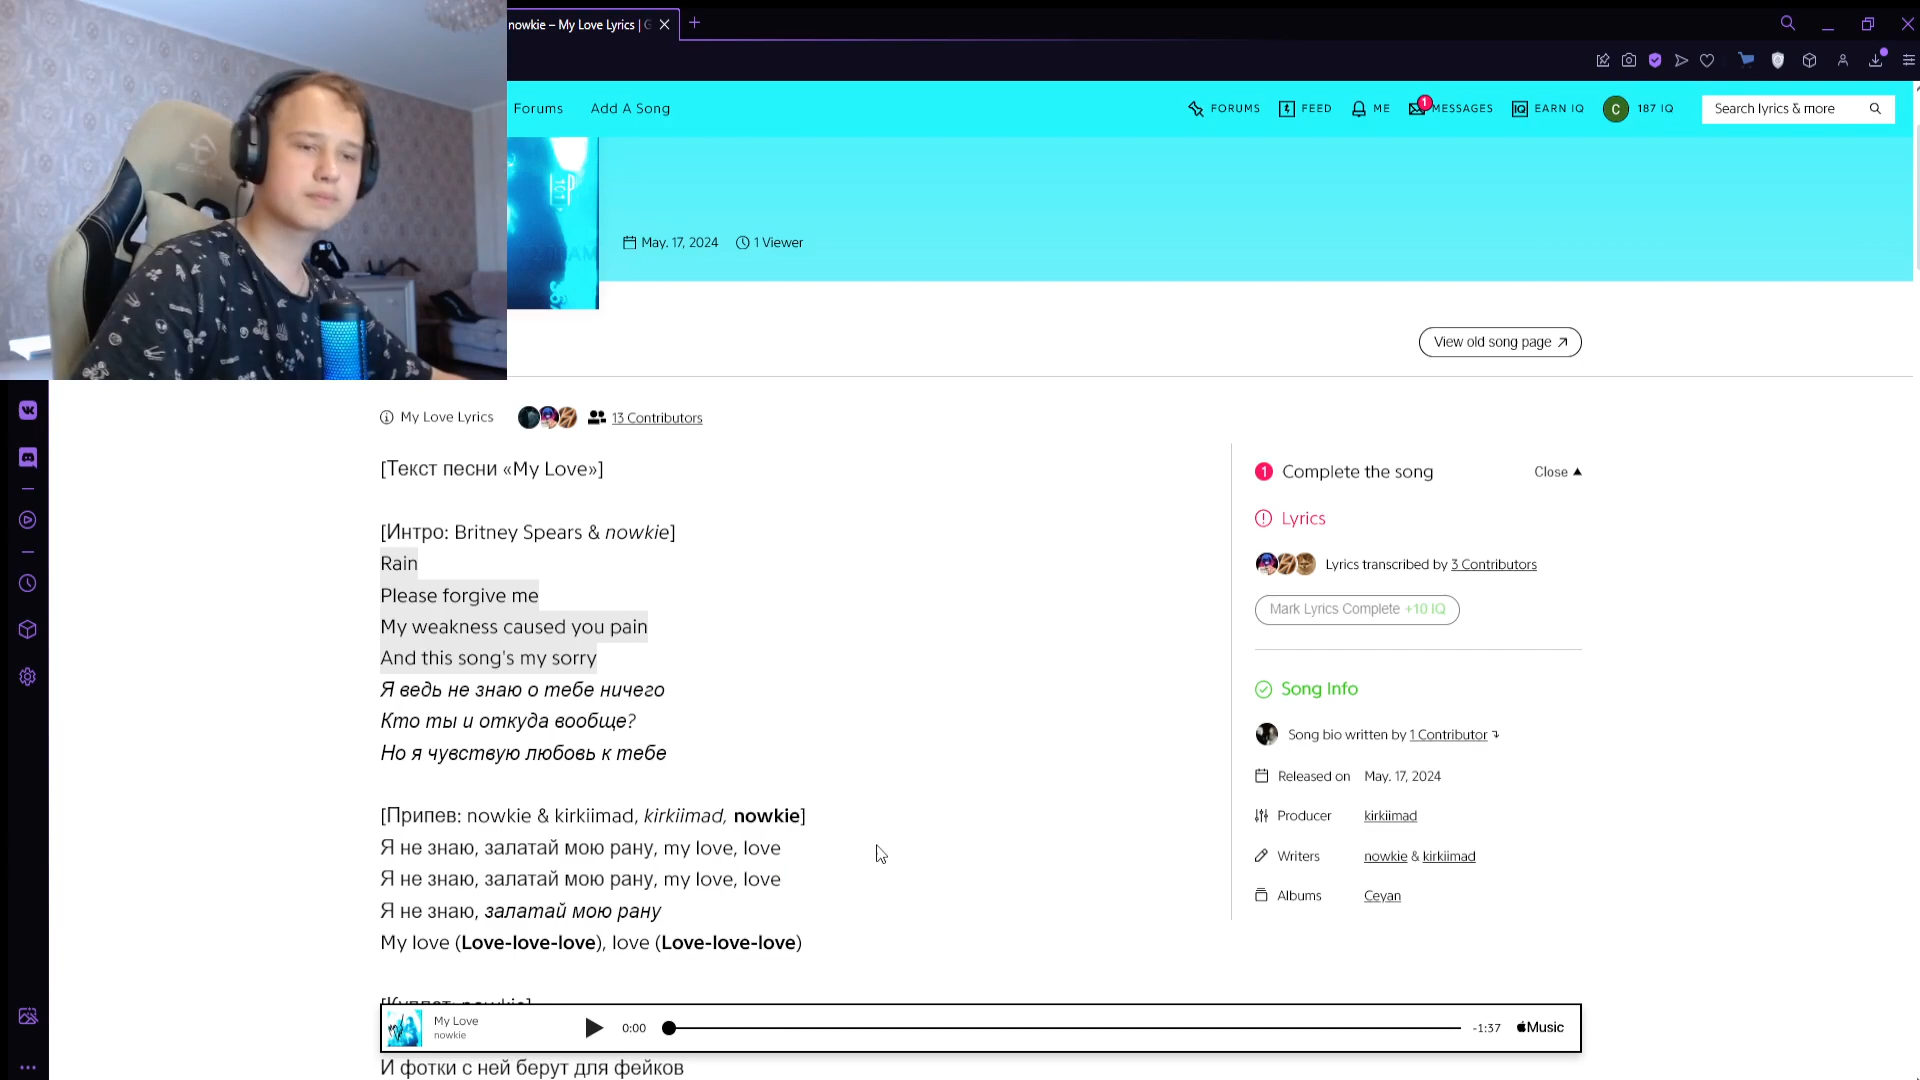 nowkie – My Love Lyrics | G
Forums
Add A Song
FORUMS
FEED
ME
1
MESSAGES
EARN IQ
C
187 IQ
Search lyrics & more
May. 17, 2024
1 Viewer
View old song page
My Love Lyrics
13 Contributors
[Текст песни «My Love»]
[Интро: Britney Spears & nowkie]
Rain
Please forgive me
My weakness caused you pain
And this song's my sorry
Я ведь не знаю о тебе ничего
Кто ты и откуда вообще?
Но я чувствую любовь к тебе
[Припев: nowkie & kirkiimad, kirkiimad, nowkie]
Я не знаю, залатай мою рану, my love, love
Я не знаю, залатай мою рану, my love, love
Я не знаю, залатай мою рану
My love (Love-love-love), love (Love-love-love)
[Куплет: nowkie]
И фотки с ней берут для фейков
1 Complete the song
Close
Lyrics
Lyrics transcribed by 3 Contributors
Mark Lyrics Complete +10 IQ
Song Info
Song bio written by 1 Contributor
Released on May. 17, 2024
Producer kirkiimad
Writers nowkie & kirkiimad
Albums Ceyan
My Love
nowkie
0:00
-1:37
Music